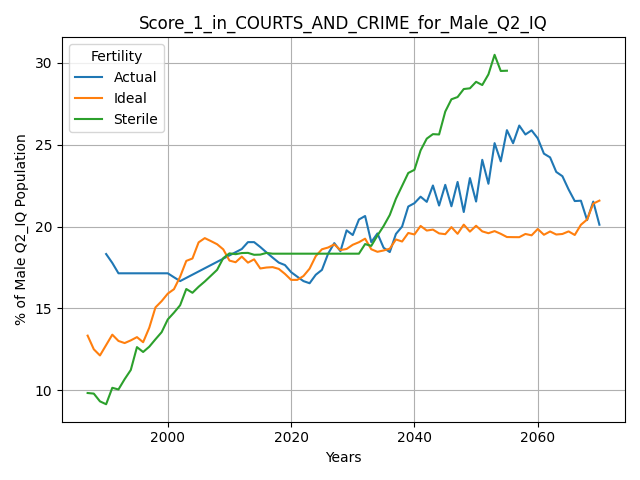 Score_1_in_COURTS_AND_CRIME_for_Male_Q2_IQ
Fertility
Actual
Ideal
Sterile
% of Male Q2_IQ Population
30
25
20
15
10
2000
2020
2040
2060
Years